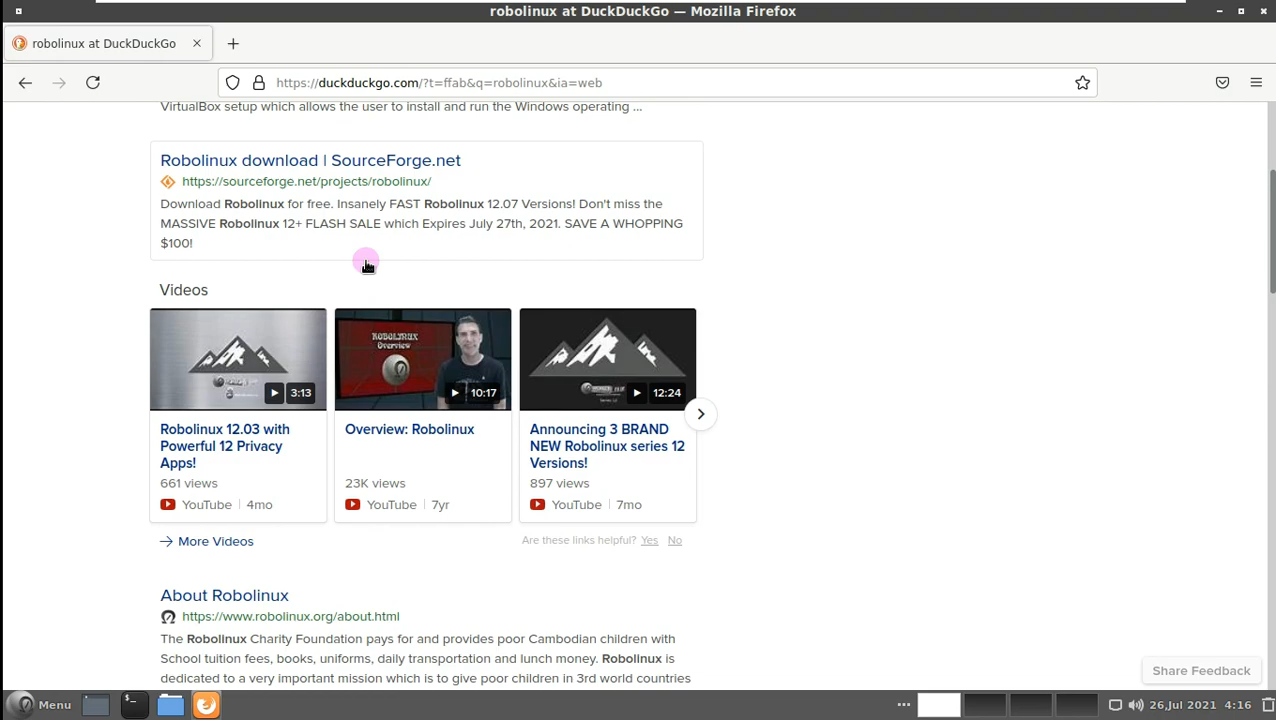 robolinux at DuckDuckGo — Mozilla Firefox
robolinux at DuckDuckGo
https://duckduckgo.com/?t=ffab&q=robolinux&ia=web
VirtualBox setup which allows the user to install and run the Windows operating ...
Robolinux download | SourceForge.net
https://sourceforge.net/projects/robolinux/
Download Robolinux for free. Insanely FAST Robolinux 12.07 Versions! Don't miss the
MASSIVE Robolinux 12+ FLASH SALE which Expires July 27th, 2021. SAVE A WHOPPING
$100!
Videos
ROBOLINUX
Overview
3:13
10:17
12:24
Robolinux 12.03 with
Powerful 12 Privacy
Apps!
661 views
YouTube | 4mo
Overview: Robolinux
23K views
YouTube | 7yr
Announcing 3 BRAND
NEW Robolinux series 12
Versions!
897 views
YouTube | 7mo
More Videos
Are these links helpful? Yes No
About Robolinux
https://www.robolinux.org/about.html
The Robolinux Charity Foundation pays for and provides poor Cambodian children with
School tuition fees, books, uniforms, daily transportation and lunch money. Robolinux is
dedicated to a very important mission which is to give poor children in 3rd world countries
Share Feedback
Menu
26,Jul 2021
4:16